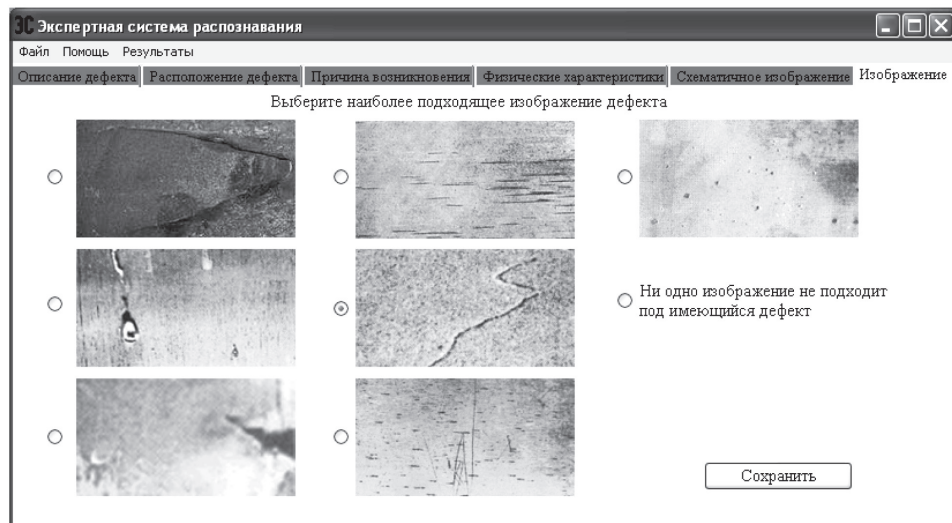 ЭС Экспертная система распознавания
Файл Помощь Результаты
Описание дефекта Расположение дефекта Причина возникновения Физические характеристики Схематичное изображение Изображение
Выберите наиболее подходящее изображение дефекта
Ни одно изображение не подходит
под имеющийся дефект
Сохранить